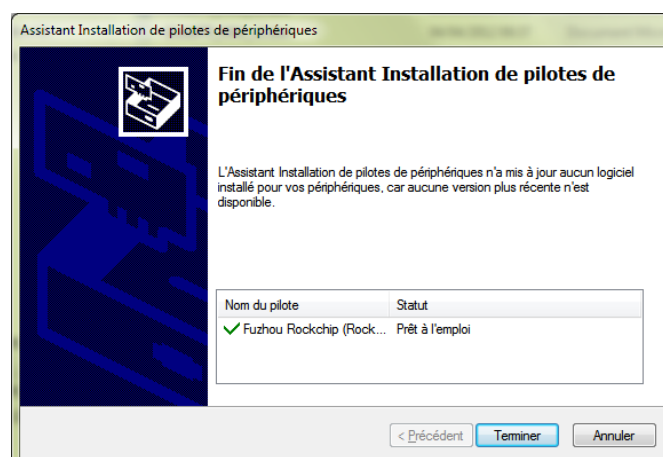 Assistant Installation de pilotes de périphériques
Fin de l'Assistant Installation de pilotes de
périphériques
L'Assistant Installation de pilotes de périphériques n'a mis à jour aucun logiciel
installé pour vos périphériques, car aucune version plus récente n'est
disponible.
Nom du pilote Statut
Fuzhou Rockchip (Rock... Prêt à l'emploi
< Précédent Terminer Annuler